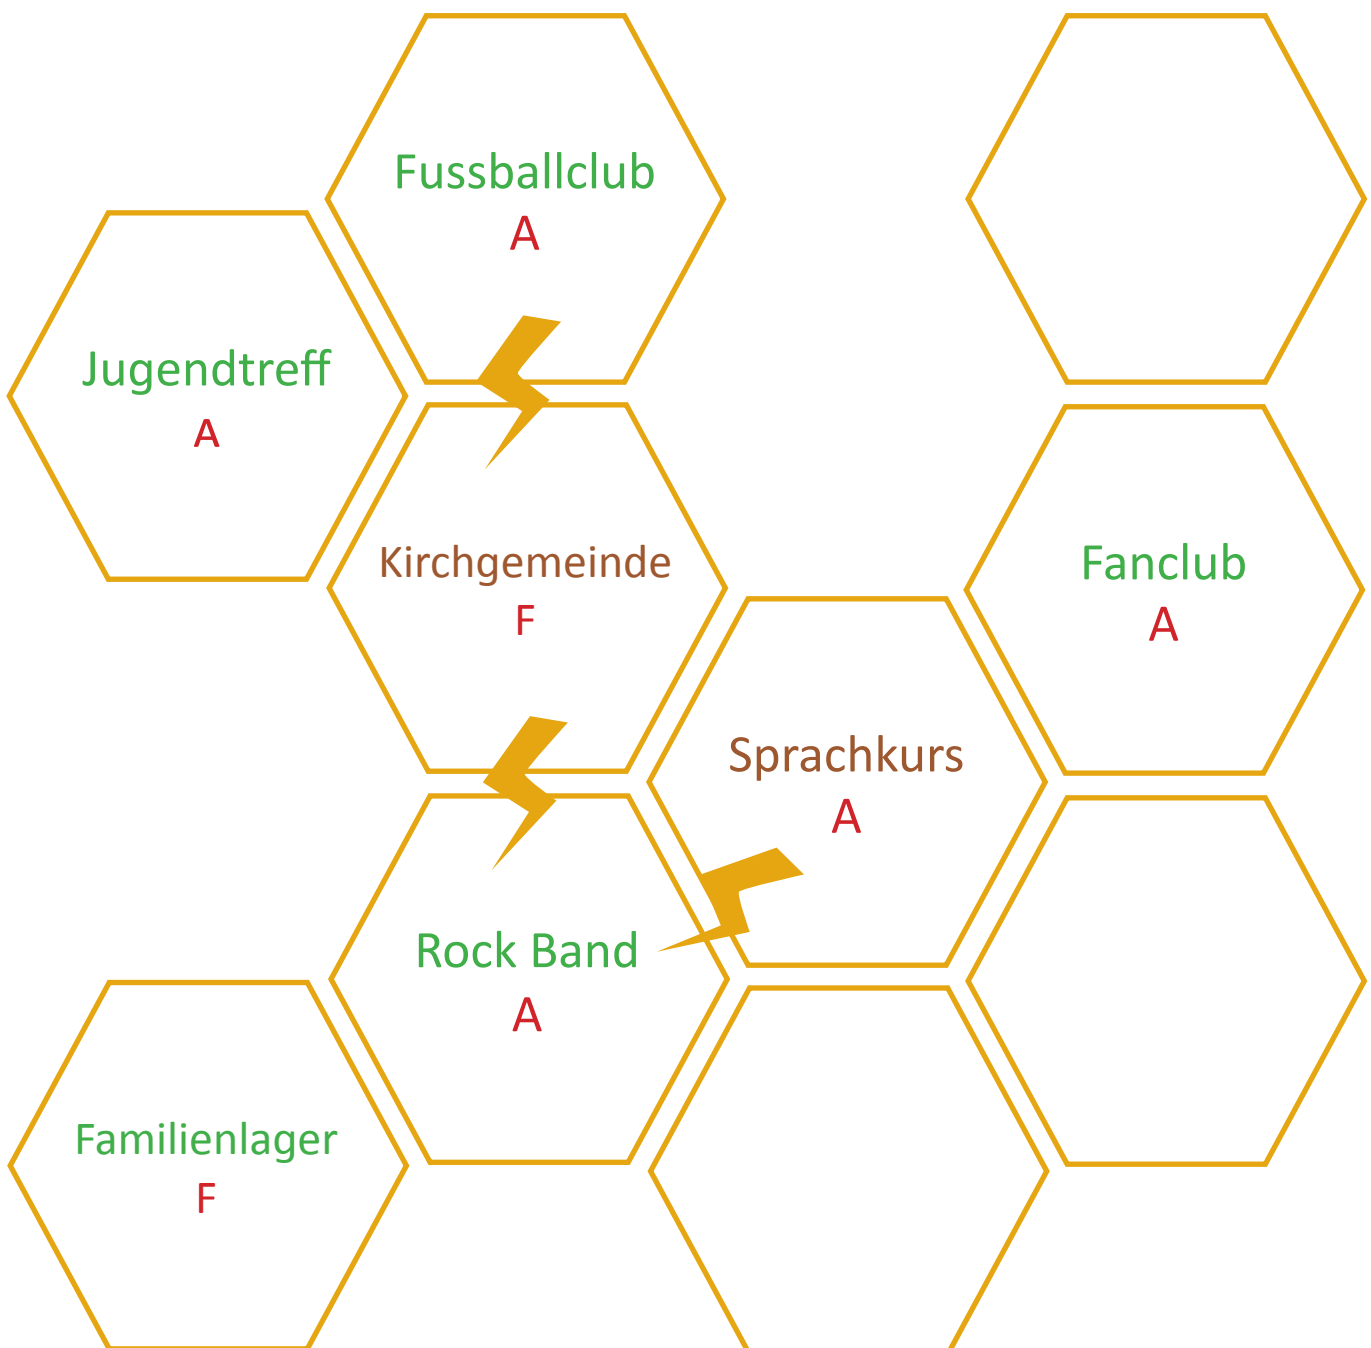 Fussballclub
A
Jugendtreff
A
Kirchgemeinde
F
Fanclub
A
Sprachkurs
A
Rock Band
A
Familienlager
F